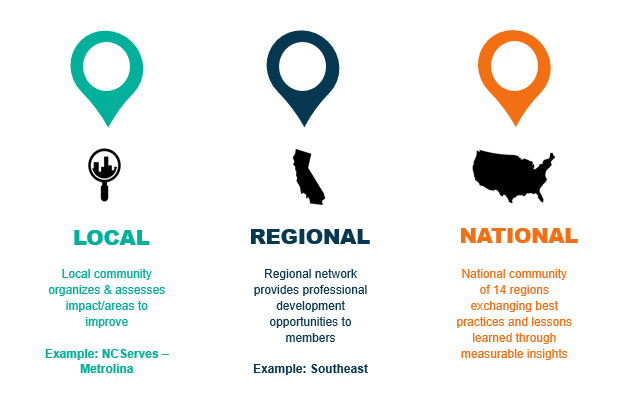 LOCAL
Local community
organizes & assesses
impact/areas to
improve
Example: NCServes –
Metrolina
REGIONAL
Regional network
provides professional
development
opportunities to
members
Example: Southeast
NATIONAL
National community
of 14 regions
exchanging best
practices and lessons
learned through
measurable insights